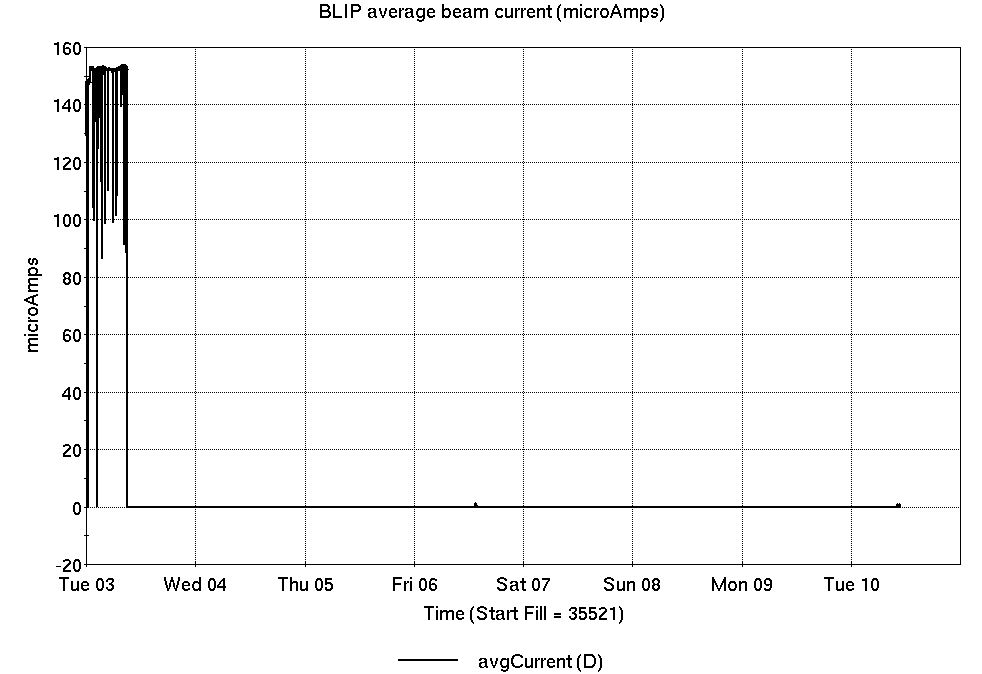 BLIP average beam current (microAmps)
160
140
120
100
80
60
40
20
0
-20
microAmps
Tue 03 Wed 04 Thu 05 Fri 06 Sat 07 Sun 08 Mon 09 Tue 10
Time (Start Fill = 35521)
avgCurrent (D)